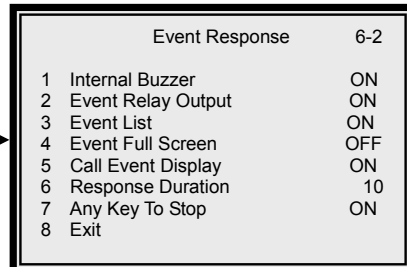 Event Response 6-2
1 Internal Buzzer ON
2 Event Relay Output ON
3 Event List ON
4 Event Full Screen OFF
5 Call Event Display ON
6 Response Duration 10
7 Any Key To Stop ON
8 Exit